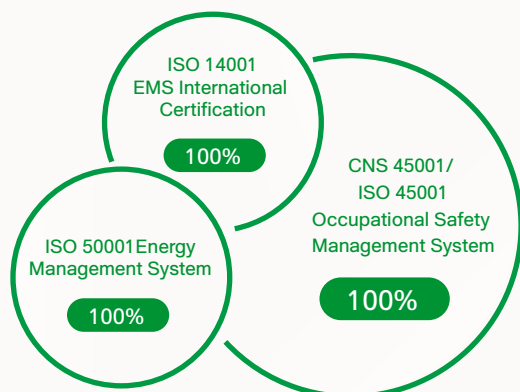 ISO 14001
EMS International
Certification
100%
CNS 45001/
ISO 45001
Occupational Safety
Management System
100%
ISO 50001Energy
Management System
100%